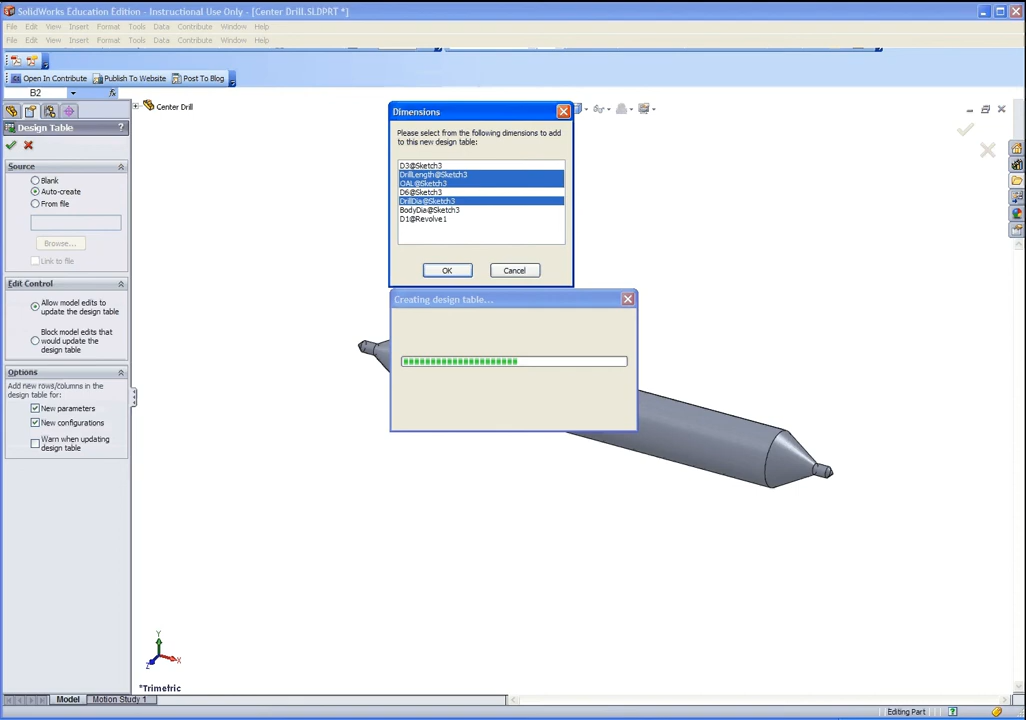 SolidWorks Education Edition - Instructional Use Only - [Center Drill.SLDPRT *]
File Edit View Insert Format Tools Data Contribute Window Help
File Edit View Insert Format Tools Data Contribute Window Help
Open In Contribute Publish To Website Post To Blog
B2 fx
Center Drill
Design Table ?
Source
Blank
Auto-create
From file
Browse...
Link to file
Edit Control
Allow model edits to
update the design table
Block model edits that
would update the
design table
Options
Add new rows/columns in the
design table for:
New parameters
New configurations
Warn when updating
design table
Dimensions
Please select from the following dimensions to add
to this new design table:
D3@Sketch3
DrillLength@Sketch3
OAL@Sketch3
D6@Sketch3
DrillDia@Sketch3
BodyDia@Sketch3
D1@Revolve1
OK Cancel
Creating design table...
Y
X
Z
*Trimetric
Model Motion Study 1
Editing Part ?